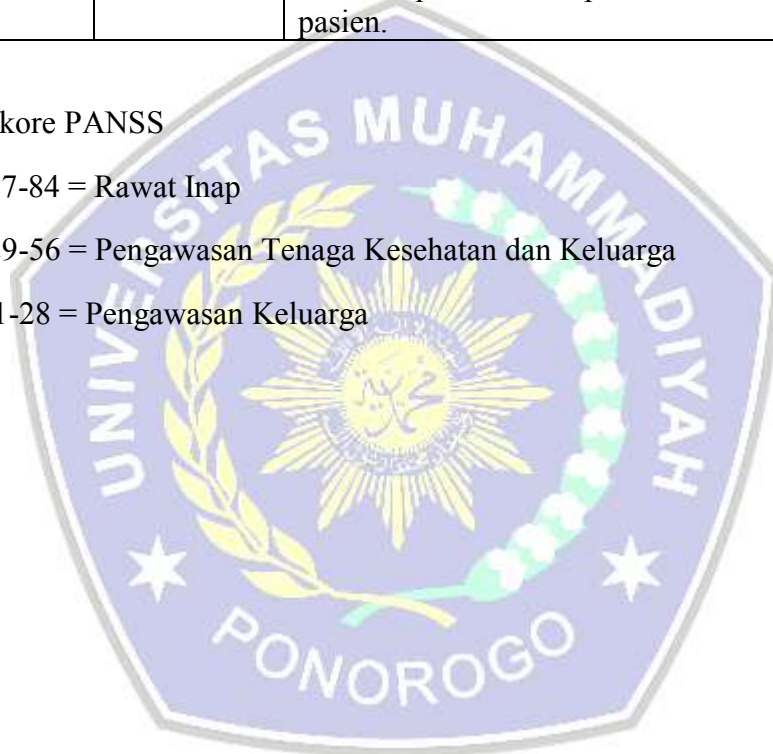 pasien.
kore PANSS
7-84 = Rawat Inap
9-56 = Pengawasan Tenaga Kesehatan dan Keluarga
1-28 = Pengawasan Keluarga
UNIVERSITAS MUHAMMADIYAH
PONOROGO